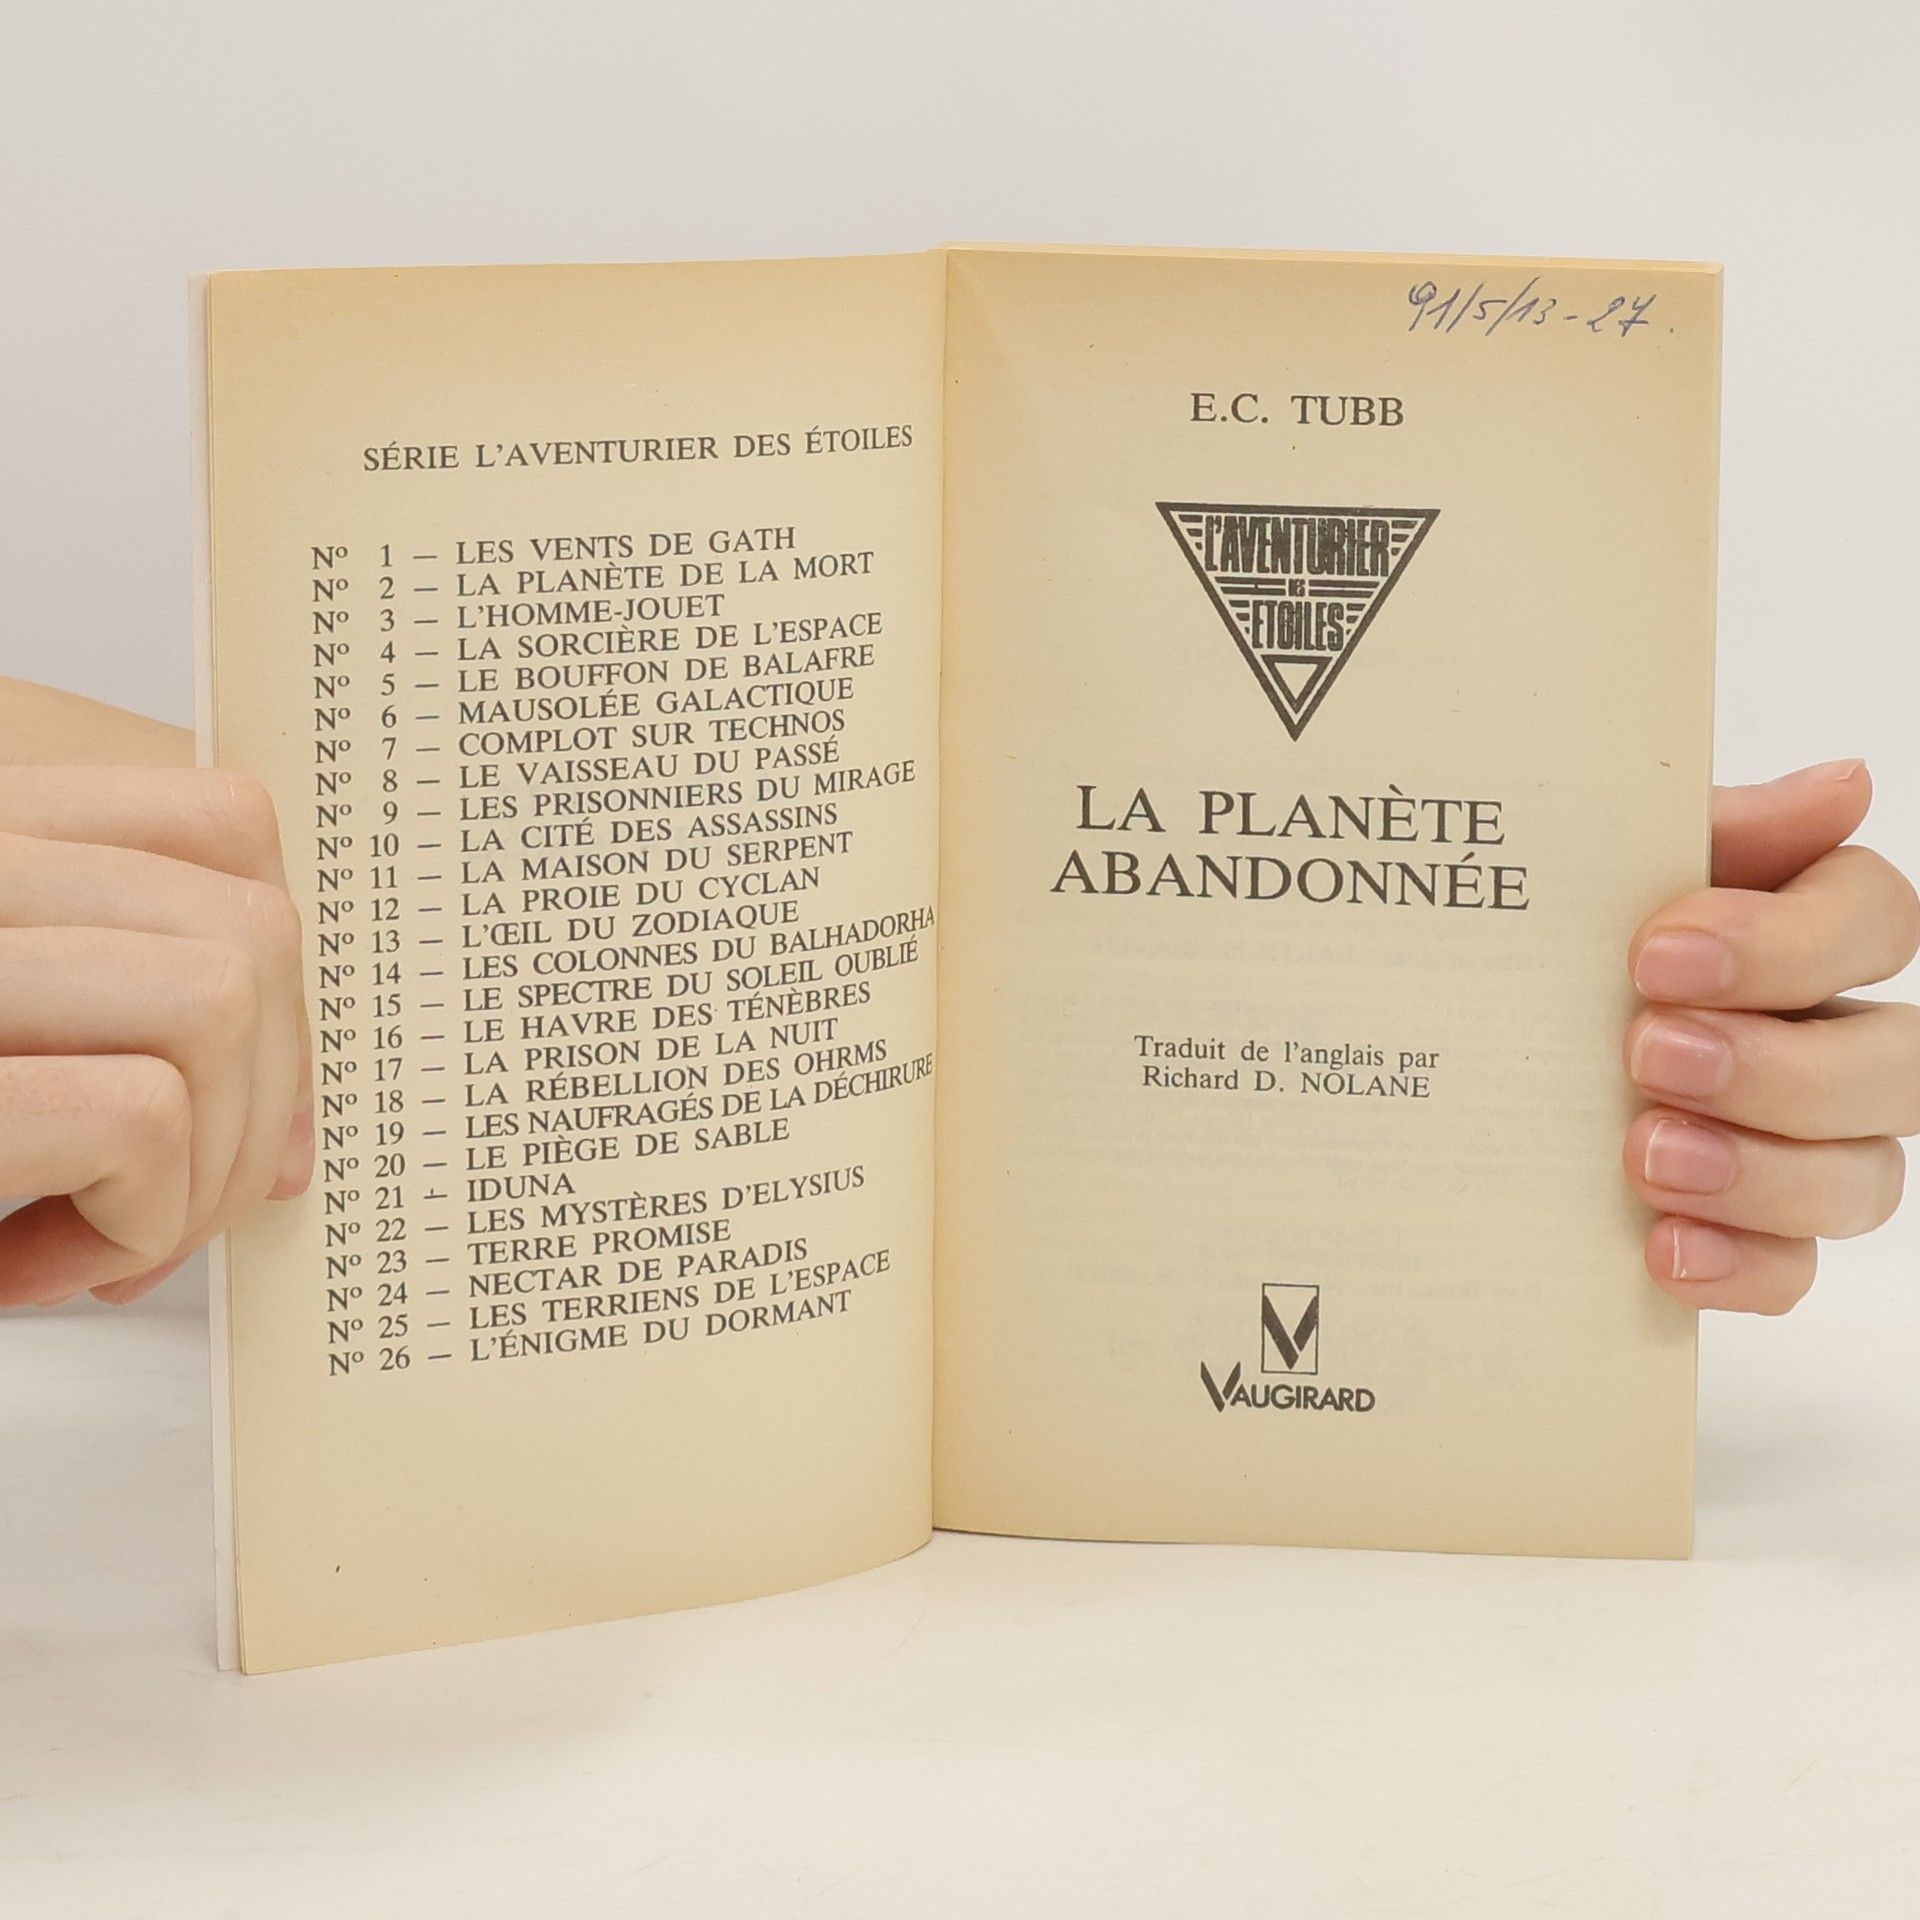 SÉRIE L'AVENTURIER DES ÉTOILES
Nº 1 — LES VENTS DE GATH
Nº 2 — LA PLANÈTE DE LA MORT
Nº 3 — L'HOMME-JOUET
Nº 4 — LA SORCIÈRE DE L'ESPACE
Nº 5 — LE BOUFFON DE BALAFRE
Nº 6 — MAUSOLÉE GALACTIQUE
Nº 7 — COMPLOT SUR TECHNOS
Nº 8 — LE VAISSEAU DU PASSÉ
Nº 9 — LES PRISONNIERS DU MIRAGE
Nº 10 — LA CITÉ DES ASSASSINS
Nº 11 — LA MAISON DU SERPENT
Nº 12 — LA PROIE DU CYCLAN
Nº 13 — L'ŒIL DU ZODIAQUE
Nº 14 — LES COLONNES DU BALHADORHA
Nº 15 — LE SPECTRE DU SOLEIL OUBLIÉ
Nº 16 — LE HAVRE DES TÉNÈBRES
Nº 17 — LA PRISON DE LA NUIT
Nº 18 — LA RÉBELLION DES OHRMS
Nº 19 — LES NAUFRAGÉS DE LA DÉCHIRURE
Nº 20 — LE PIÈGE DE SABLE
Nº 21 — IDUNA
Nº 22 — LES MYSTÈRES D'ELYSIUS
Nº 23 — TERRE PROMISE
Nº 24 — NECTAR DE PARADIS
Nº 25 — LES TERRIENS DE L'ESPACE
Nº 26 — L'ÉNIGME DU DORMANT
91/5/13-27.
E.C. TUBB
L'AVENTURIER
DES
ETOILES
LA PLANÈTE
ABANDONNÉE
Traduit de l'anglais par
Richard D. NOLANE
V
VAUGIRARD